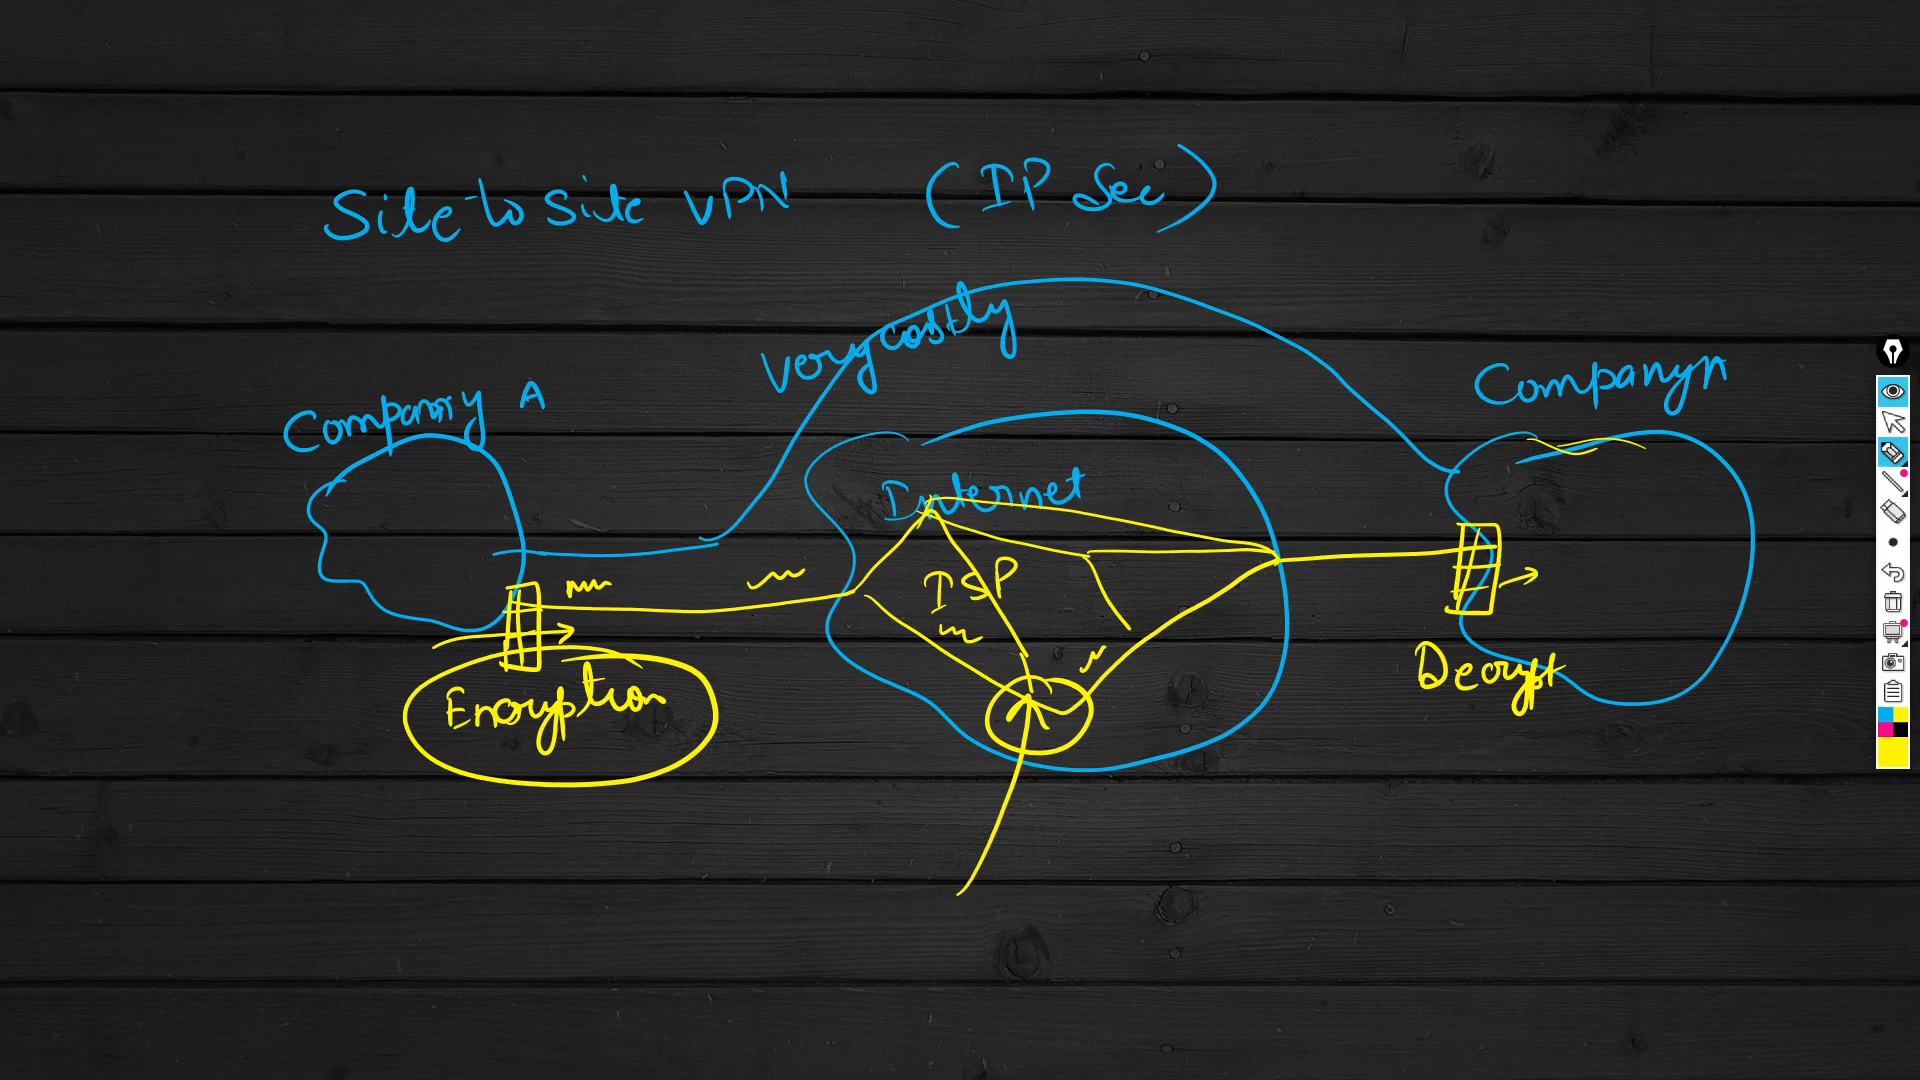 Site to Site VPN (IP Sec)
Very costly
Company A
Company
Internet
ISP
Encryption
Decrypt